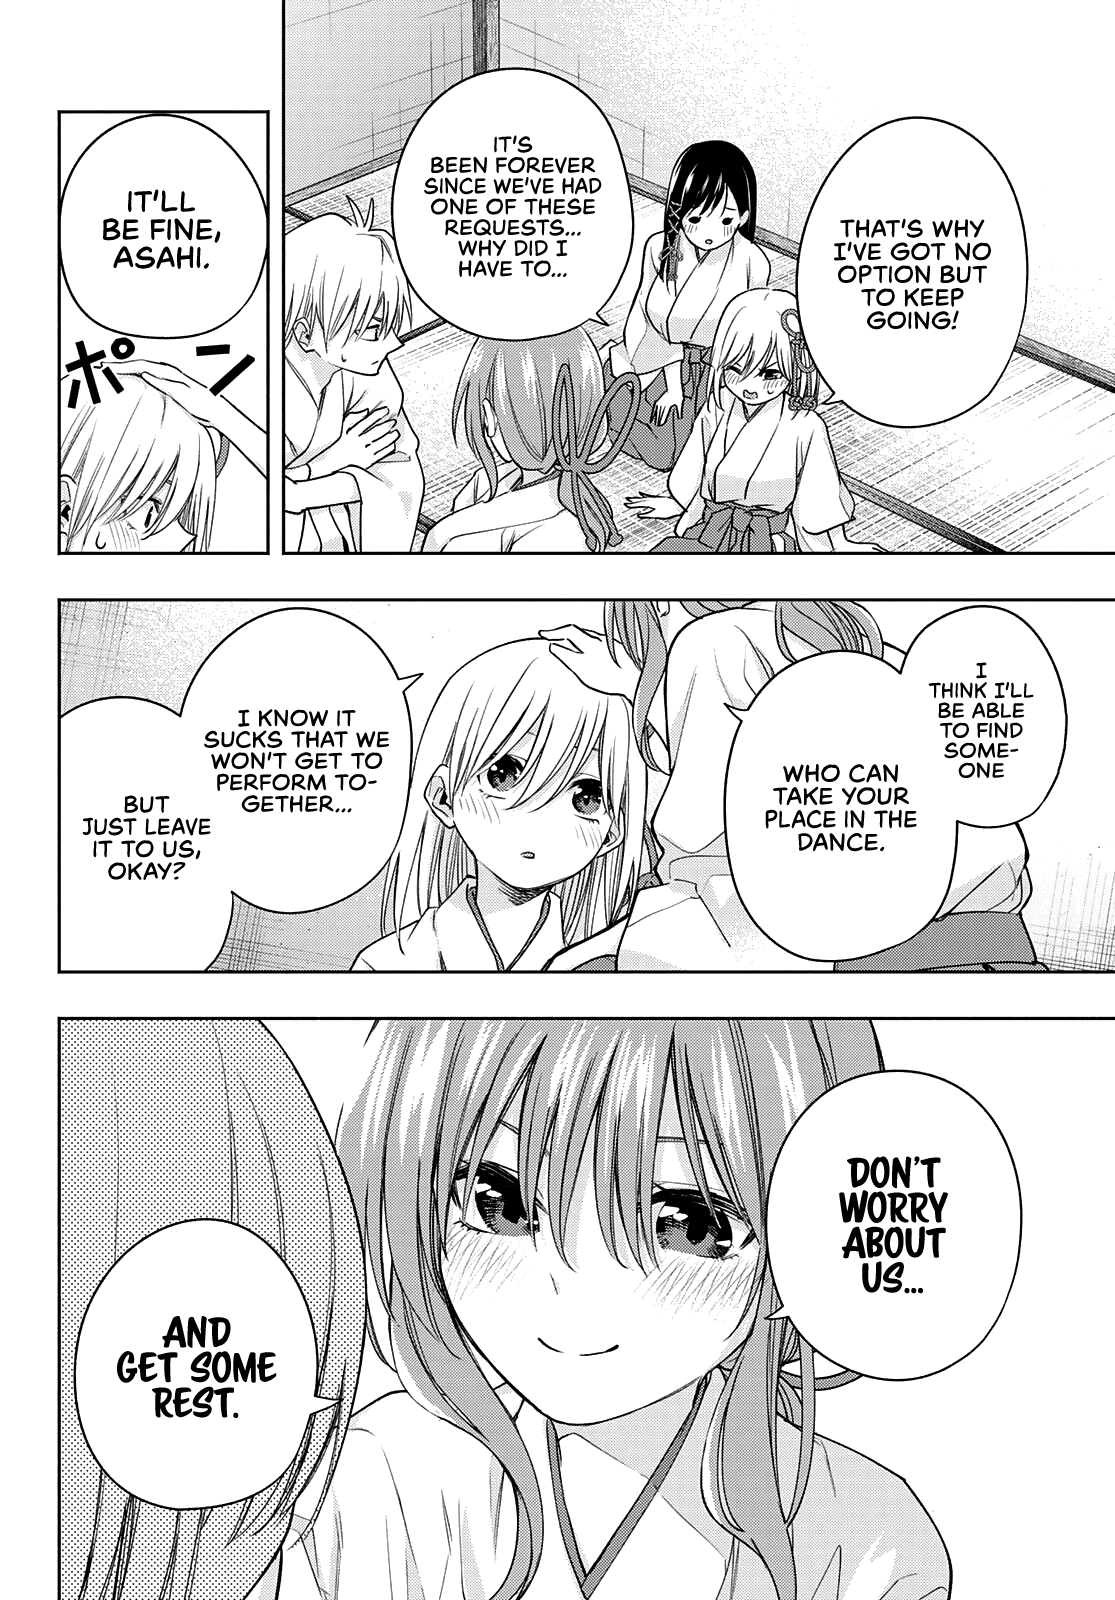 THAT'S WHY
I'VE GOT NO
OPTION BUT
TO KEEP
GOING!
IT'S
BEEN FOREVER
SINCE WE'VE HAD
ONE OF THESE
REQUESTS...
WHY DID I
HAVE TO...
IT'LL
BE FINE,
ASAHI.
ポン
I
THINK I'LL
BE ABLE
TO FIND
SOME-
ONE
WHO CAN
TAKE YOUR
PLACE IN THE
DANCE.
I KNOW IT
SUCKS THAT WE
WON'T GET TO
PERFORM TO-
GETHER...
BUT
JUST LEAVE
IT TO US,
OKAY?
DON'T
WORRY
ABOUT
US...
AND
GET SOME
REST.